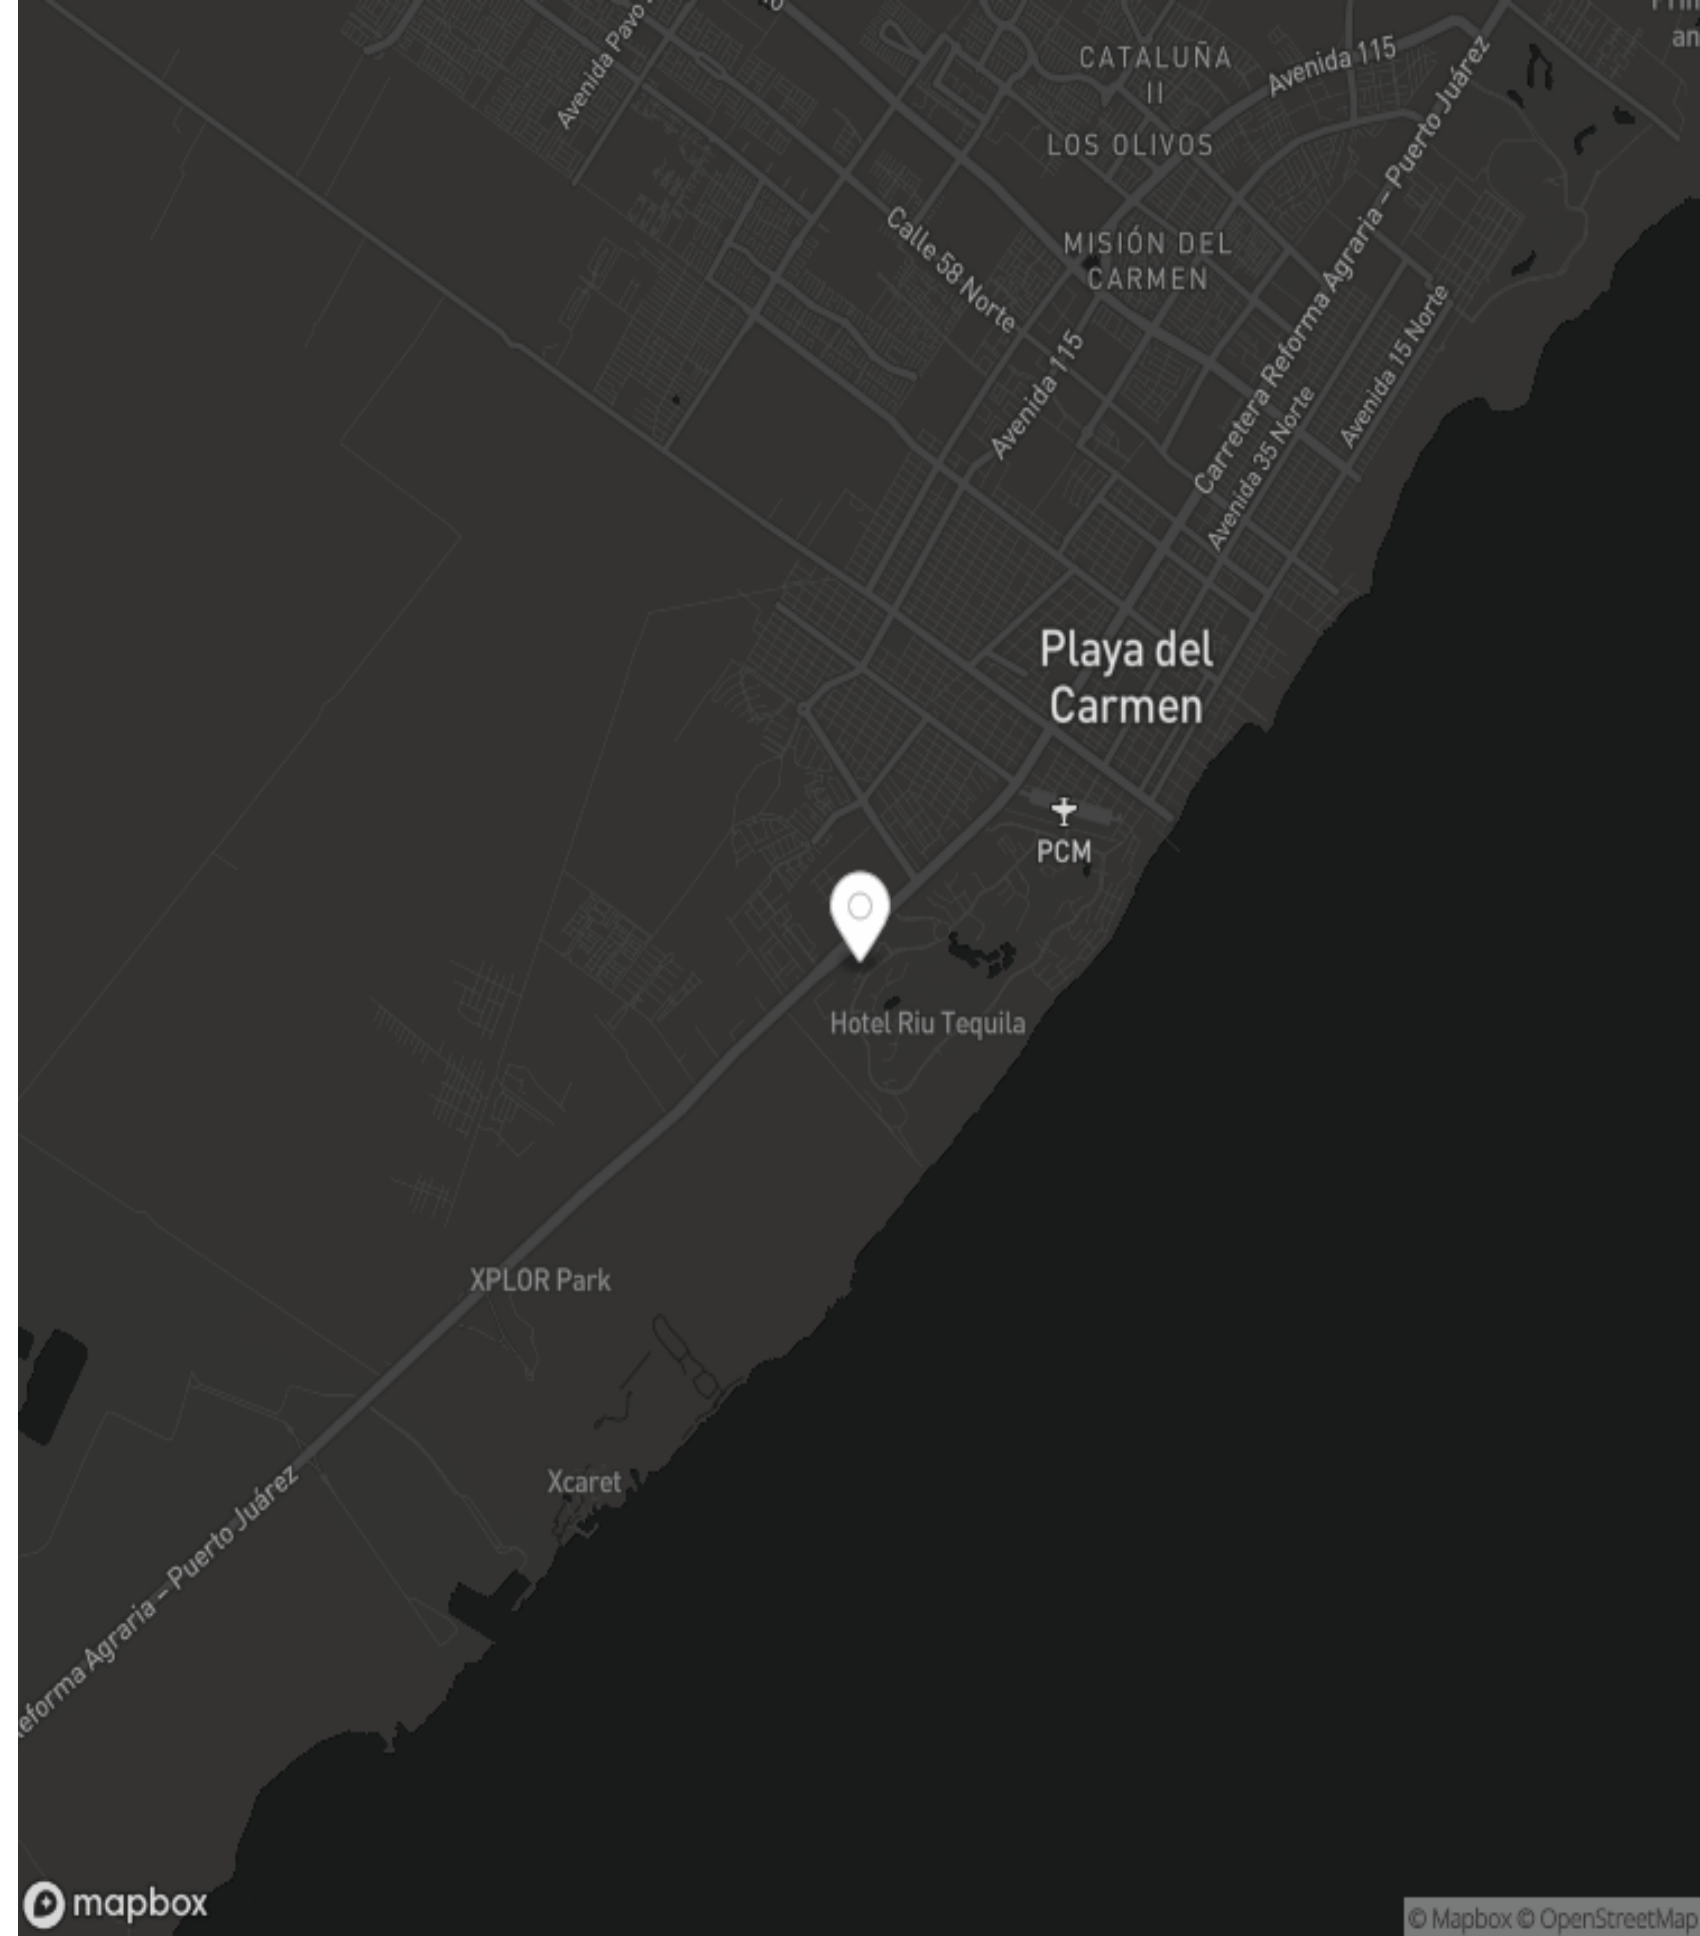 Avenida Pavo
CATALUÑA
II
Avenida 115
LOS OLIVOS
Carretera Reforma Agraria – Puerto Juárez
Calle 58 Norte
MISIÓN DEL
CARMEN
Avenida 115
Avenida 15 Norte
Avenida 35 Norte
Playa del
Carmen
PCM
Hotel Riu Tequila
XPLOR Park
Xcaret
eforma Agraria – Puerto Juárez
mapbox
© Mapbox © OpenStreetMap